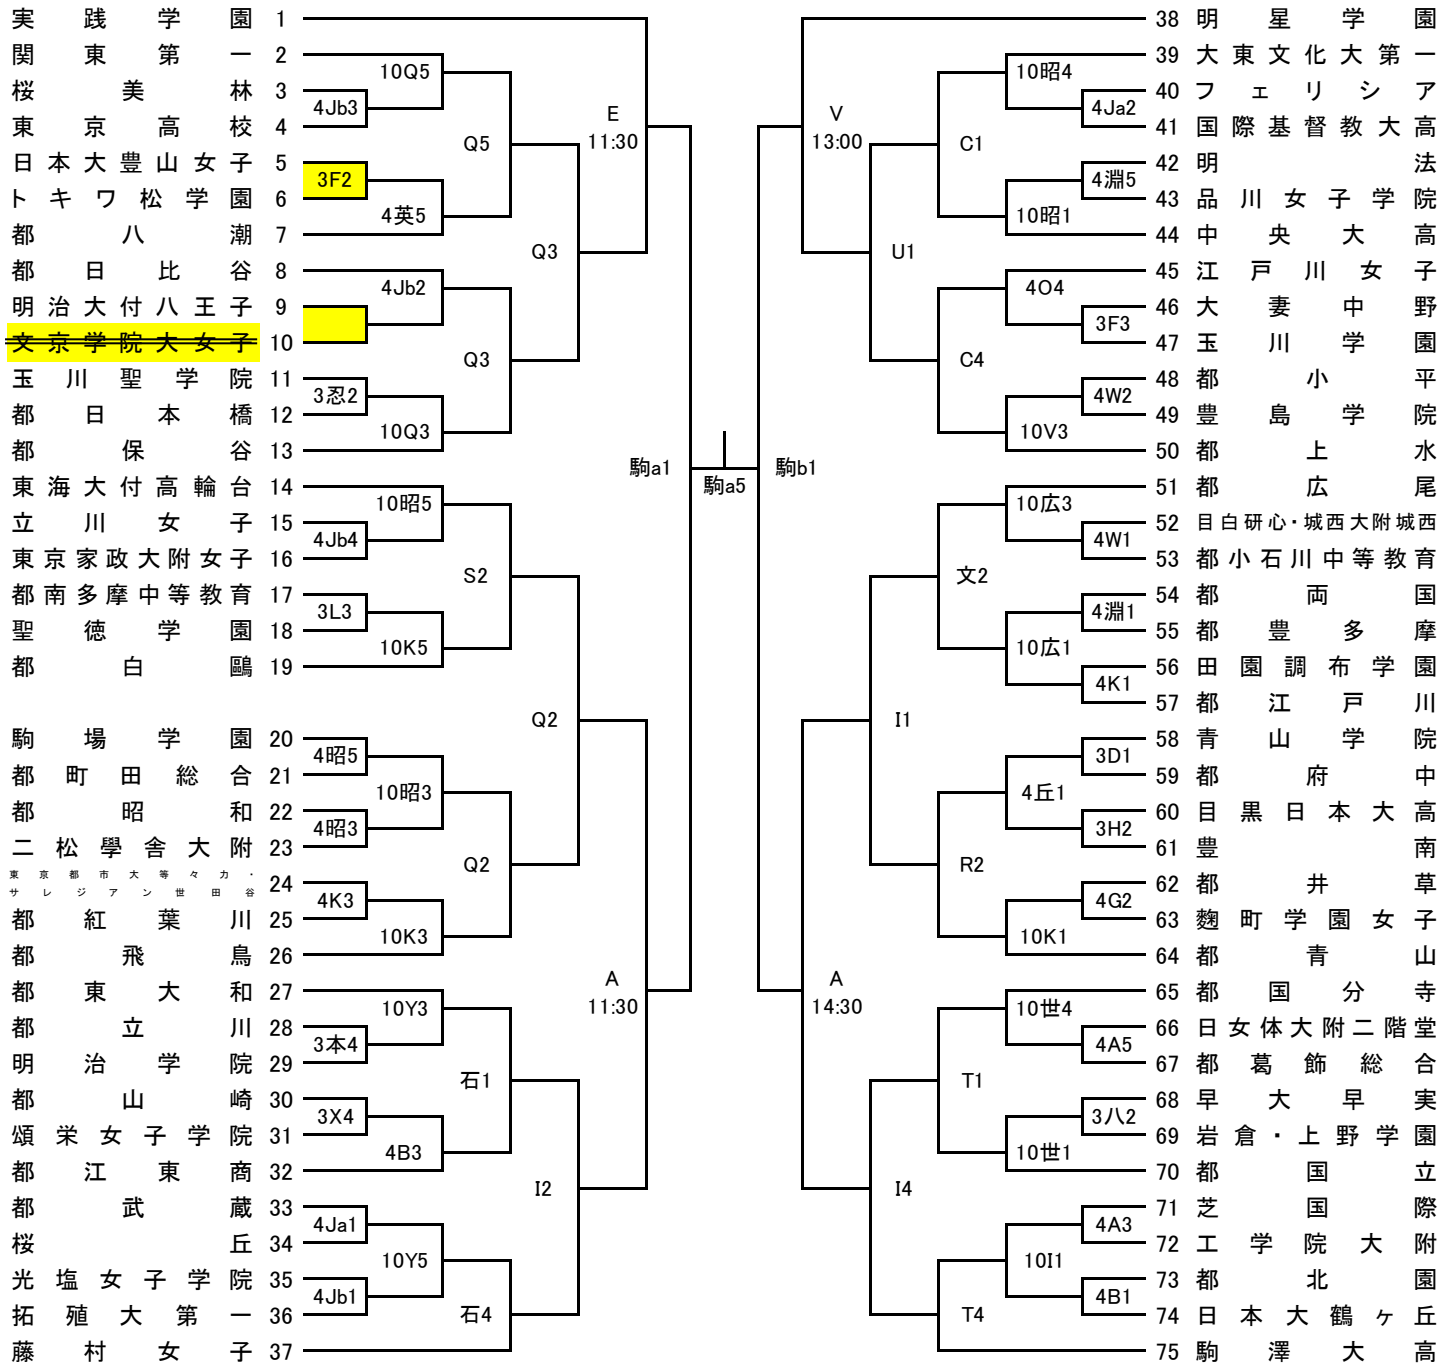 実践学園 1
関東第一 2
桜美林 3
東京高校 4
日本大豊山女子 5
トキワ松学園 6
都八潮 7
都日比谷 8
明治大付八王子 9
文京学院大女子 10
玉川聖学院 11
都日本橋 12
都保谷 13
東海大付高輪台 14
立川女子 15
東京家政大附女子 16
都南多摩中等教育 17
聖徳学園 18
都白鷗 19
駒場学園 20
都町田総合 21
都昭和 22
二松學舎大附 23
東京都市大等々力・
サレジアン世田谷 24
都紅葉川 25
都飛鳥 26
都東大和 27
都立川 28
明治学院 29
都山崎 30
頌栄女子学院 31
都江東商 32
都武蔵 33
桜丘 34
光塩女子学院 35
拓殖大第一 36
藤村女子 37
4Jb3
3F2
3忍2
4Jb4
3L3
4昭5
4昭3
4K3
3本4
3X4
4Ja1
4Jb1
10Q5
4英5
4Jb2
10Q3
10昭5
10K5
10昭3
10K3
10Y3
4B3
10Y5
Q5
Q3
S2
Q2
石1
石4
Q3
Q2
I2
E
11:30
A
11:30
駒a1
駒a5
駒b1
V
13:00
A
14:30
U1
I1
I4
C1
C4
文2
R2
T1
T4
10昭4
10昭1
4O4
10V3
10広3
10広1
4丘1
10K1
10世4
10世1
10I1
4Ja2
4淵5
3F3
4W2
4W1
4淵1
4K1
3D1
3H2
4G2
4A5
3八2
4A3
4B1
38 明星学園
39 大東文化大第一
40 フェリシア
41 国際基督教大高
42 明法
43 品川女子学院
44 中央大高
45 江戸川女子
46 大妻中野
47 玉川学園
48 都小平
49 豊島学院
50 都上水
51 都広尾
52 目白研心・城西大附城西
53 都小石川中等教育
54 都両国
55 都豊多摩
56 田園調布学園
57 都江戸川
58 青山学院
59 都府中
60 目黒日本大高
61 豊南
62 都井草
63 麴町学園女子
64 都青山
65 都国分寺
66 日女体大附二階堂
67 都葛飾総合
68 早大早実
69 岩倉・上野学園
70 都国立
71 芝国際
72 工学院大附
73 都北園
74 日本大鶴ヶ丘
75 駒澤大高